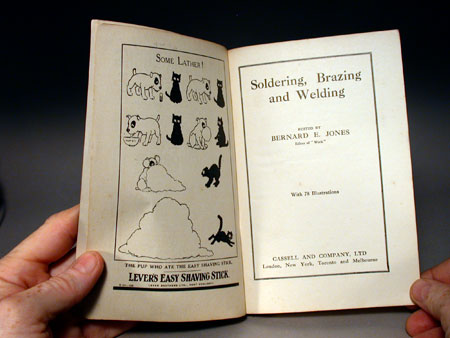 SOME LATHER!
THE PUP WHO ATE THE EASY SHAVING STICK.
LEVER'S EASY SHAVING STICK
Soldering, Brazing
and Welding
EDITED BY
BERNARD E. JONES
Editor of "Work"
With 78 Illustrations
CASSELL AND COMPANY, LTD
London, New York, Toronto and Melbourne